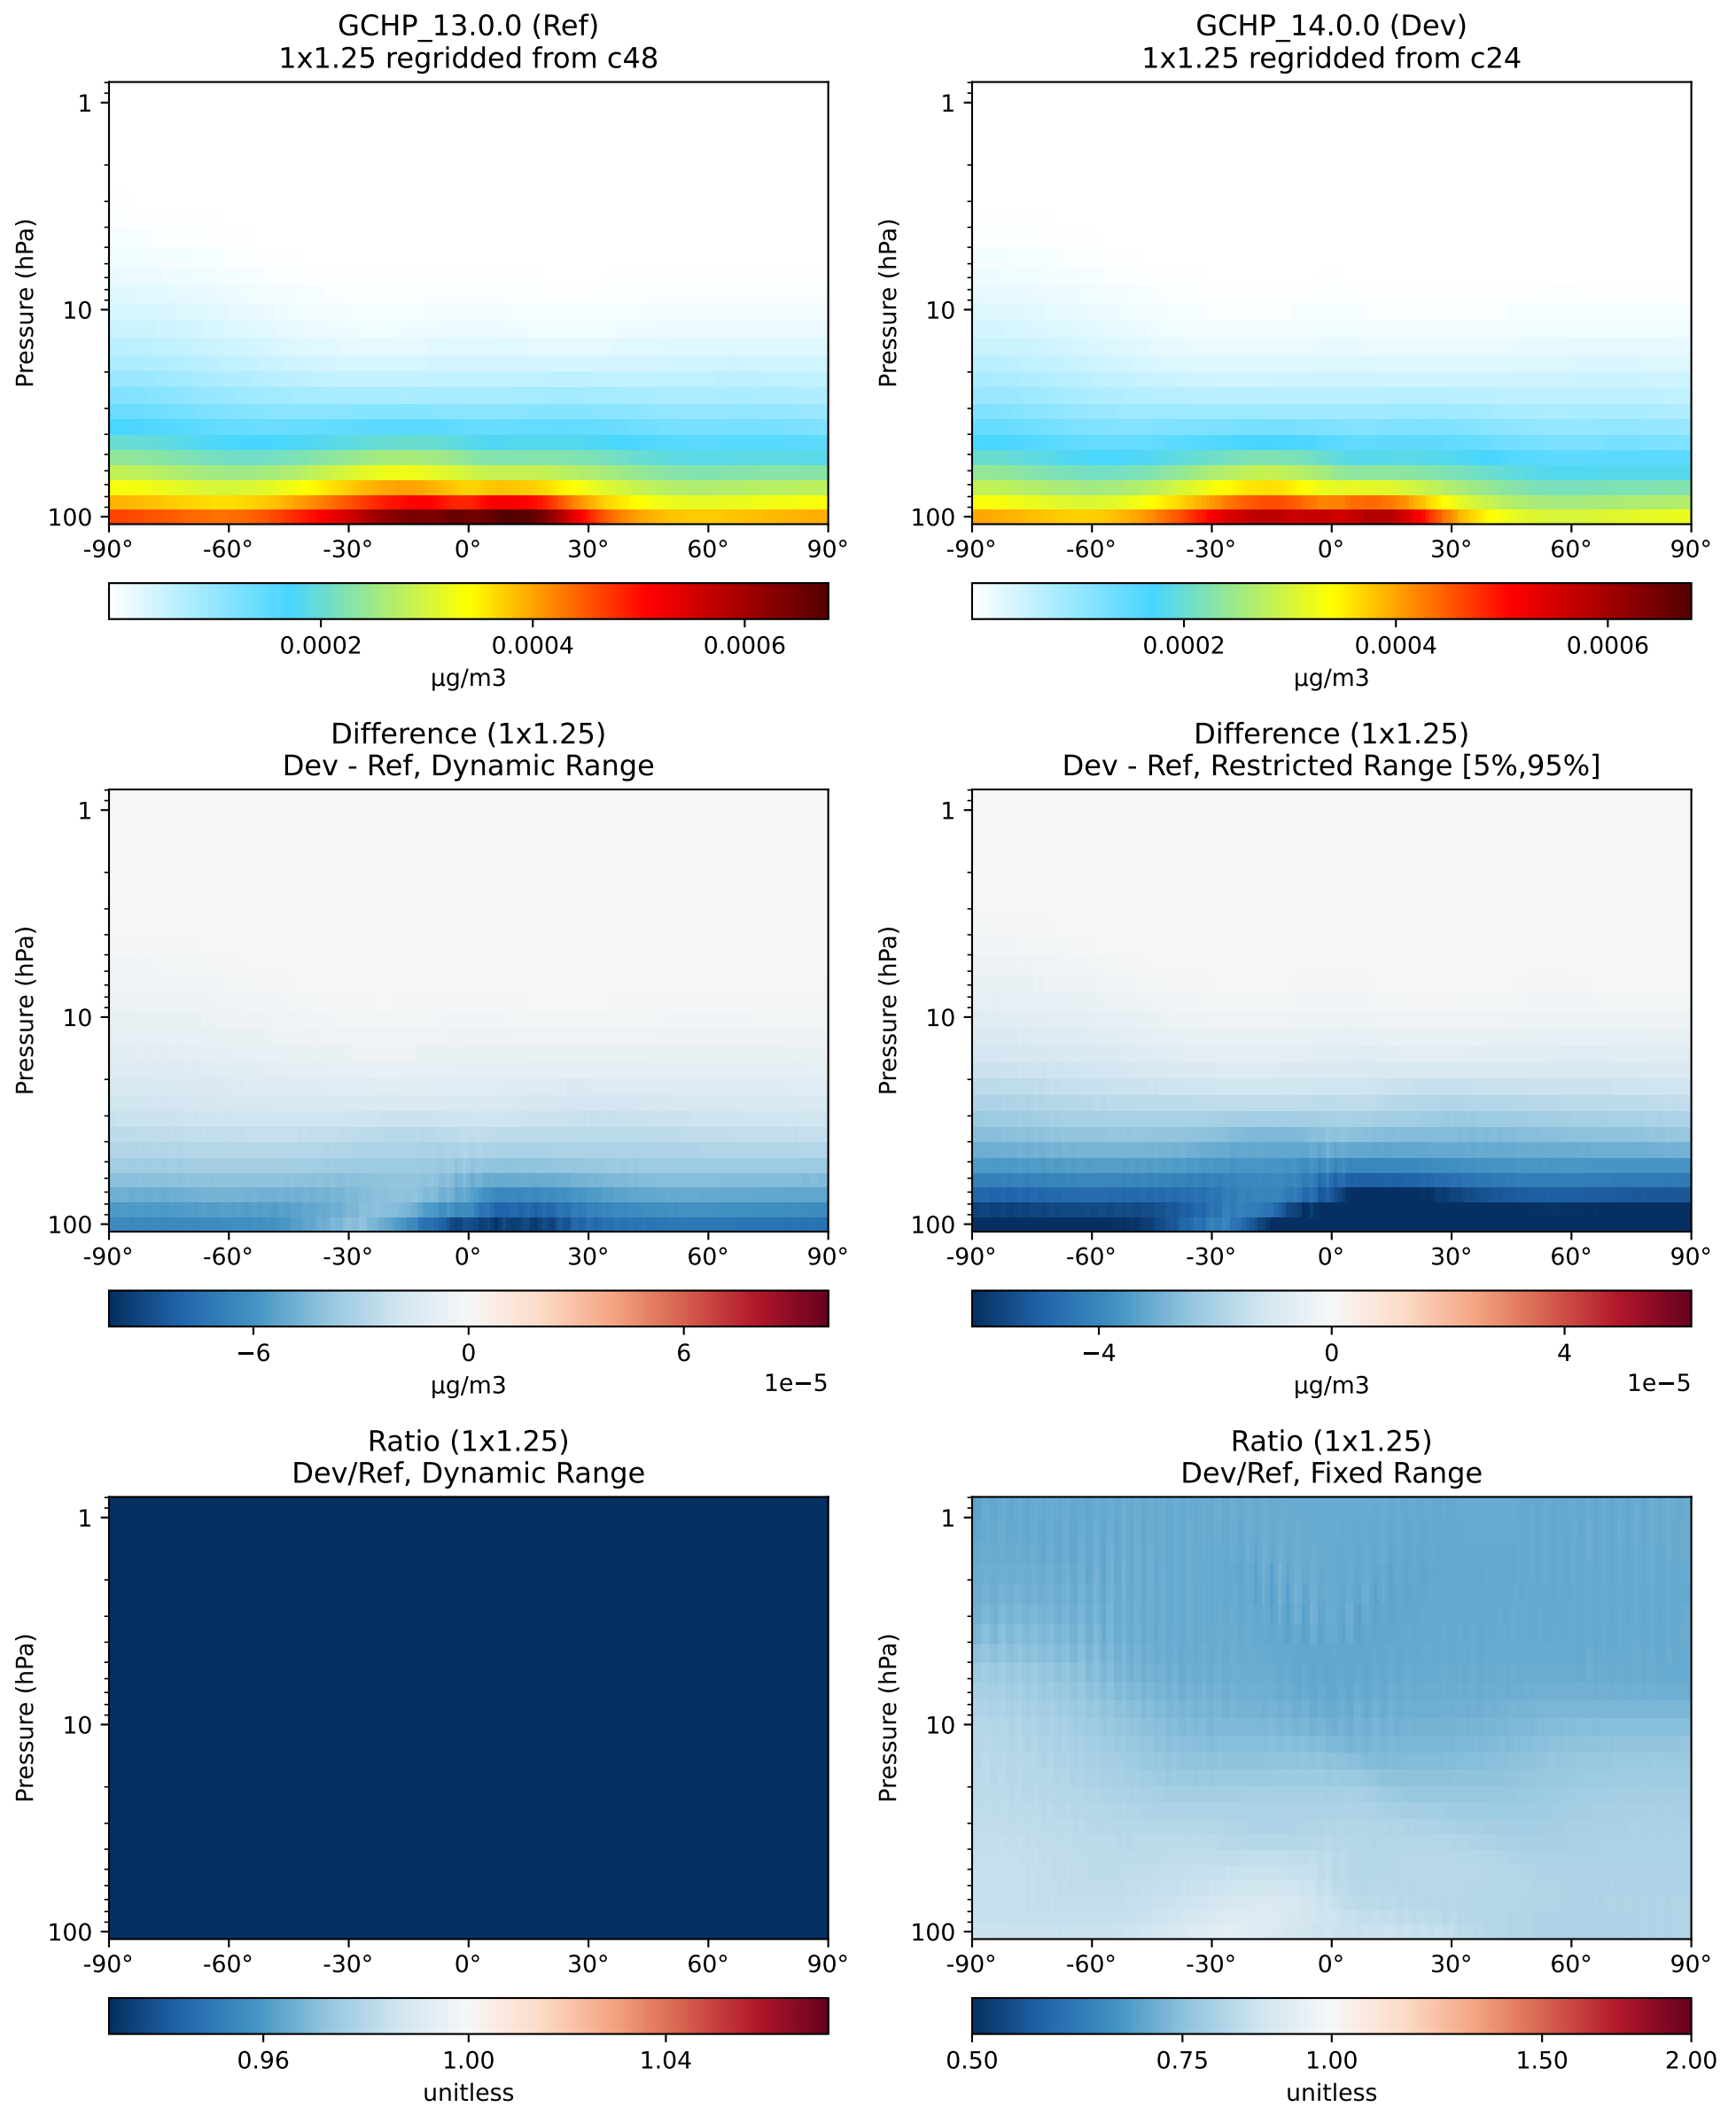 GCHP_13.0.0 (Ref)
1x1.25 regridded from c48
Pressure (hPa)
1
10
100
-90° -60° -30° 0° 30° 60° 90°
0.0002 0.0004 0.0006
µg/m3
GCHP_14.0.0 (Dev)
1x1.25 regridded from c24
Pressure (hPa)
1
10
100
-90° -60° -30° 0° 30° 60° 90°
0.0002 0.0004 0.0006
µg/m3
Difference (1x1.25)
Dev - Ref, Dynamic Range
Pressure (hPa)
1
10
100
-90° -60° -30° 0° 30° 60° 90°
−6 0 6
µg/m3
1e−5
Difference (1x1.25)
Dev - Ref, Restricted Range [5%,95%]
Pressure (hPa)
1
10
100
-90° -60° -30° 0° 30° 60° 90°
−4 0 4
µg/m3
1e−5
Ratio (1x1.25)
Dev/Ref, Dynamic Range
Pressure (hPa)
1
10
100
-90° -60° -30° 0° 30° 60° 90°
0.96 1.00 1.04
unitless
Ratio (1x1.25)
Dev/Ref, Fixed Range
Pressure (hPa)
1
10
100
-90° -60° -30° 0° 30° 60° 90°
0.50 0.75 1.00 1.50 2.00
unitless